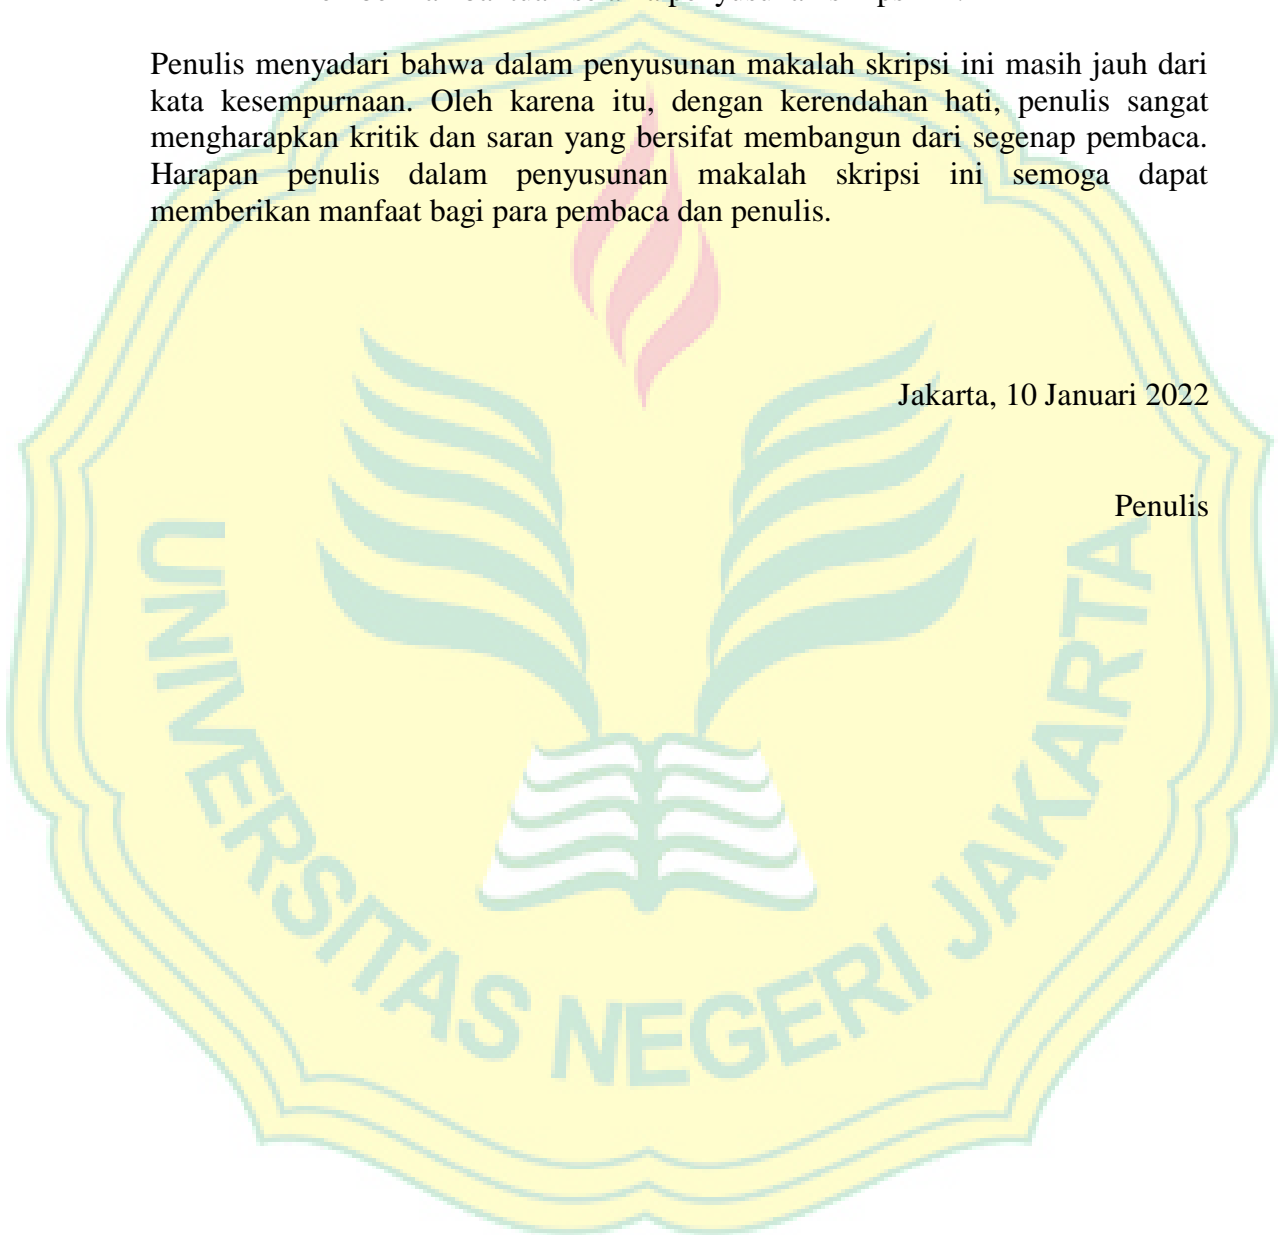 Penulis menyadari bahwa dalam penyusunan makalah skripsi ini masih jauh dari
kata kesempurnaan. Oleh karena itu, dengan kerendahan hati, penulis sangat
mengharapkan kritik dan saran yang bersifat membangun dari segenap pembaca.
Harapan penulis dalam penyusunan makalah skripsi ini semoga dapat
memberikan manfaat bagi para pembaca dan penulis.
Jakarta, 10 Januari 2022
Penulis
UNIVERSITAS NEGERI JAKARTA